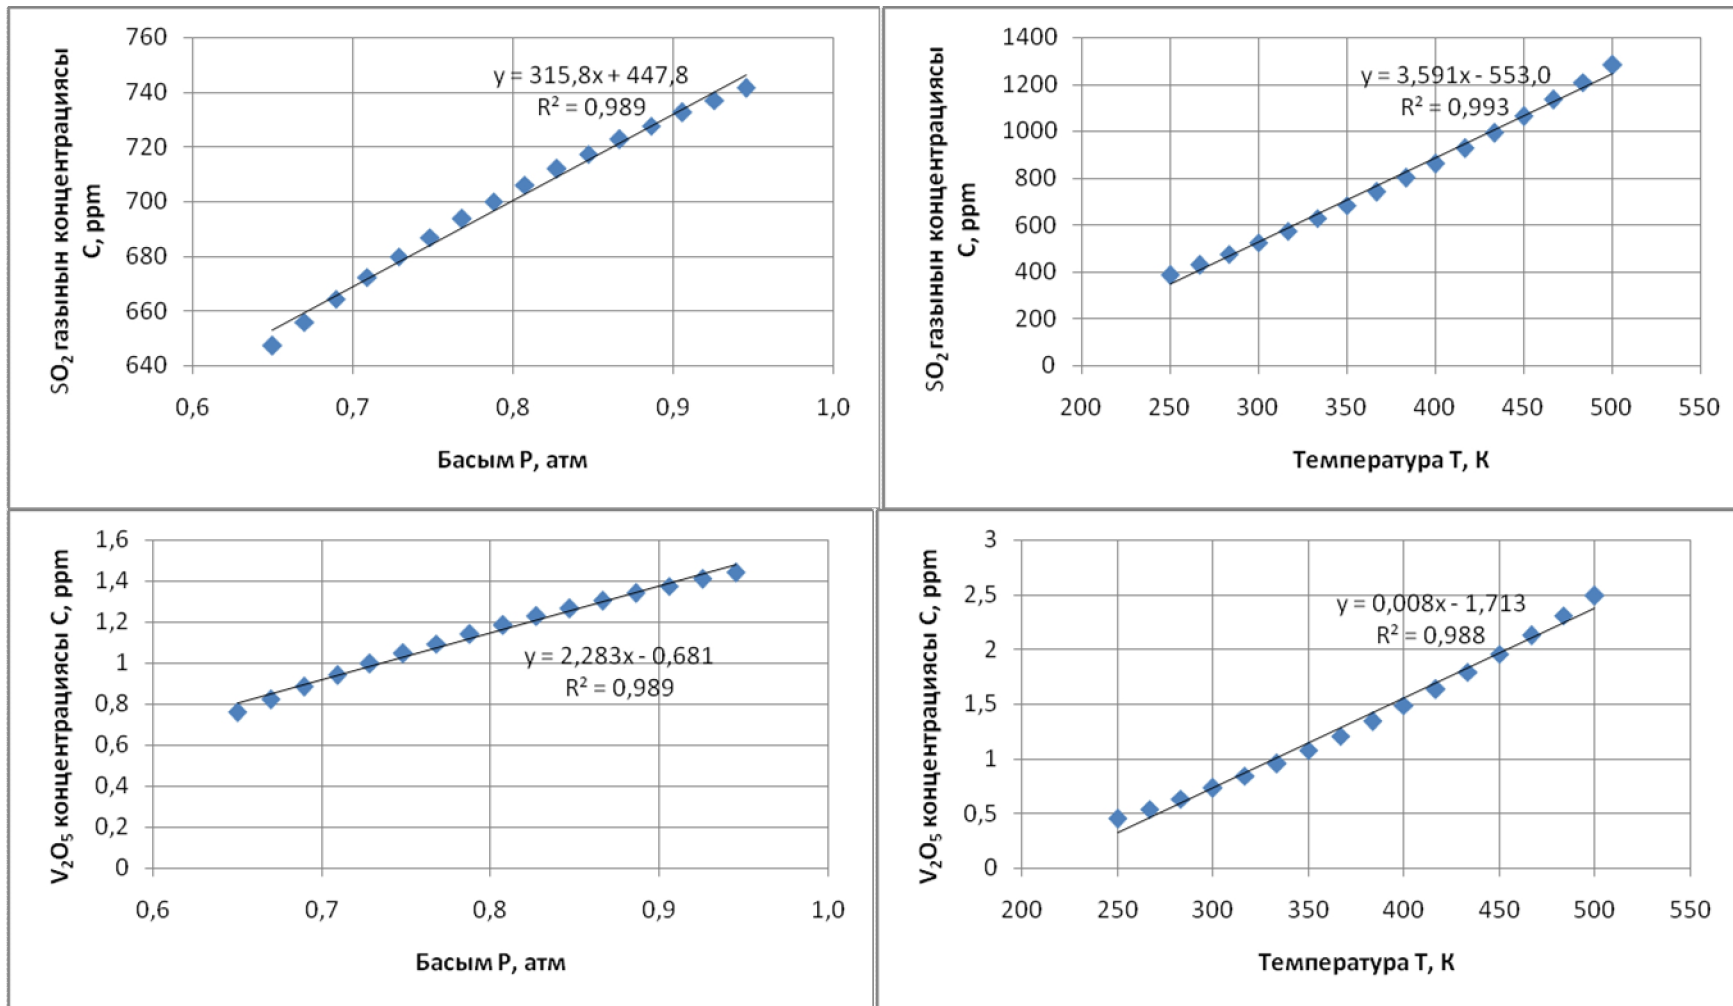 SO₂ газынын концентрациясы
C, ppm
760
740
720
700
680
660
640
y = 315,8x + 447,8
R² = 0,989
0,6 0,7 0,8 0,9 1,0
Басым P, атм
SO₂ газынын концентрациясы
C, ppm
1400
1200
1000
800
600
400
200
0
y = 3,591x - 553,0
R² = 0,993
200 250 300 350 400 450 500 550
Температура T, K
V₂O₅ концентрациясы C, ppm
1,6
1,4
1,2
1
0,8
0,6
0,4
0,2
0
y = 2,283x - 0,681
R² = 0,989
0,6 0,7 0,8 0,9 1,0
Басым P, атм
V₂O₅ концентрациясы C, ppm
3
2,5
2
1,5
1
0,5
0
y = 0,008x - 1,713
R² = 0,988
200 250 300 350 400 450 500 550
Температура T, K